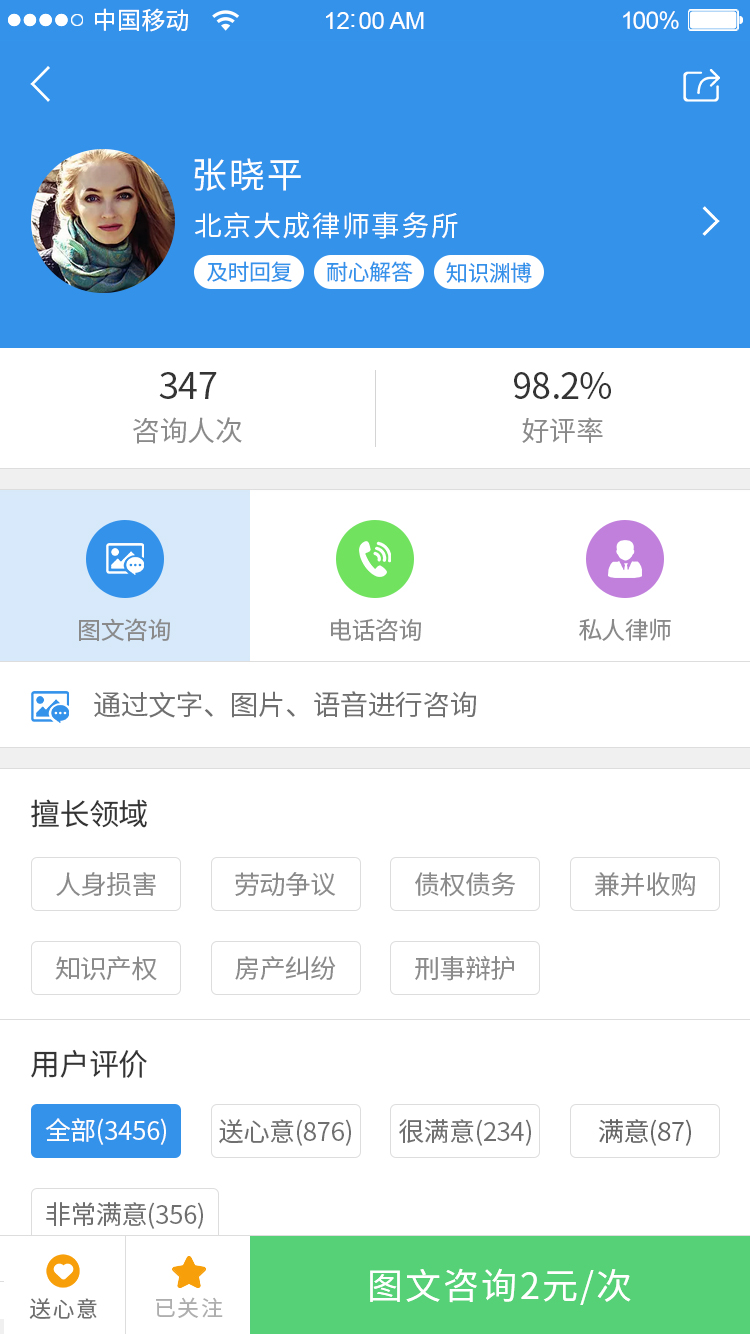 中国移动 12:00 AM 100%
张晓平
北京大成律师事务所
及时回复 耐心解答 知识渊博
347 98.2%
咨询人次 好评率
图文咨询 电话咨询 私人律师
通过文字、图片、语音进行咨询
擅长领域
人身损害 劳动争议 债权债务 兼并收购
知识产权 房产纠纷 刑事辩护
用户评价
全部(3456) 送心意(876) 很满意(234) 满意(87)
非常满意(356)
送心意 已关注 图文咨询2元/次